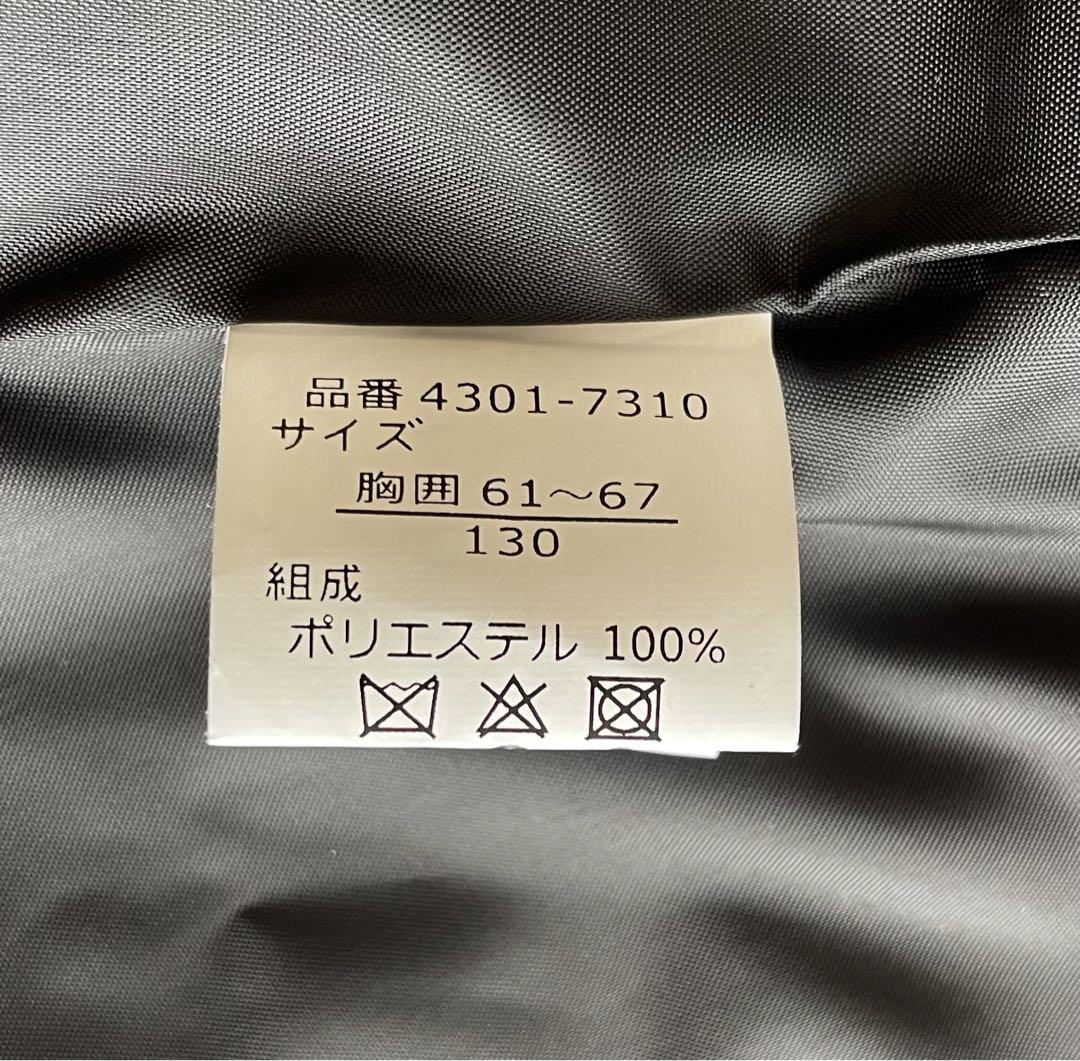 品番 4301-7310
サイズ
胸囲 61～67
130
組成
ポリエステル 100%